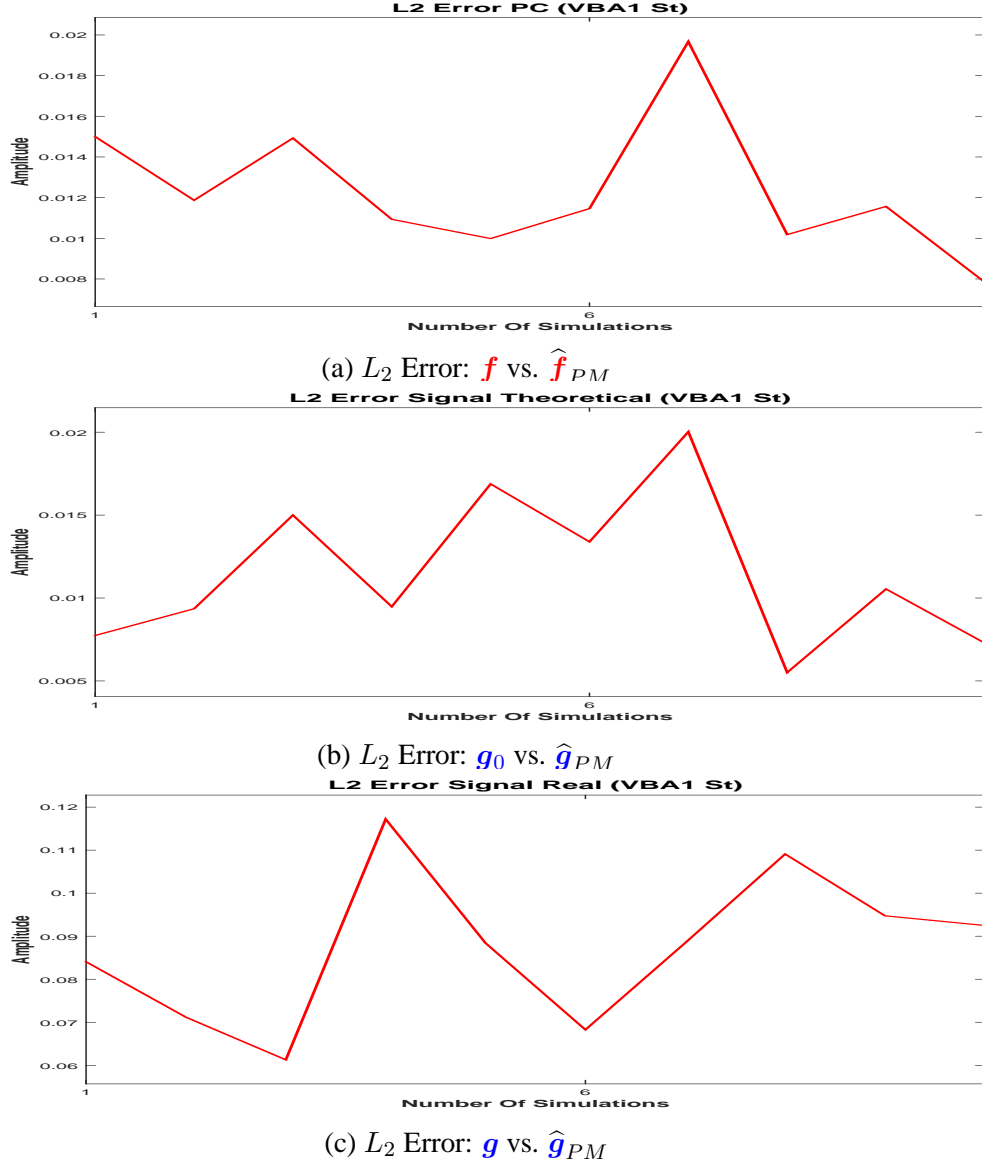 L2 Error PC (VBA1 St)
0.02
0.018
0.016
0.014
0.012
0.01
0.008
Amplitude
1 6
Number Of Simulations
(a) L₂ Error: f vs. f̂_PM
L2 Error Signal Theoretical (VBA1 St)
0.02
0.015
0.01
0.005
Amplitude
1 6
Number Of Simulations
(b) L₂ Error: g₀ vs. ĝ_PM
L2 Error Signal Real (VBA1 St)
0.12
0.11
0.1
0.09
0.08
0.07
0.06
Amplitude
1 6
Number Of Simulations
(c) L₂ Error: g vs. ĝ_PM